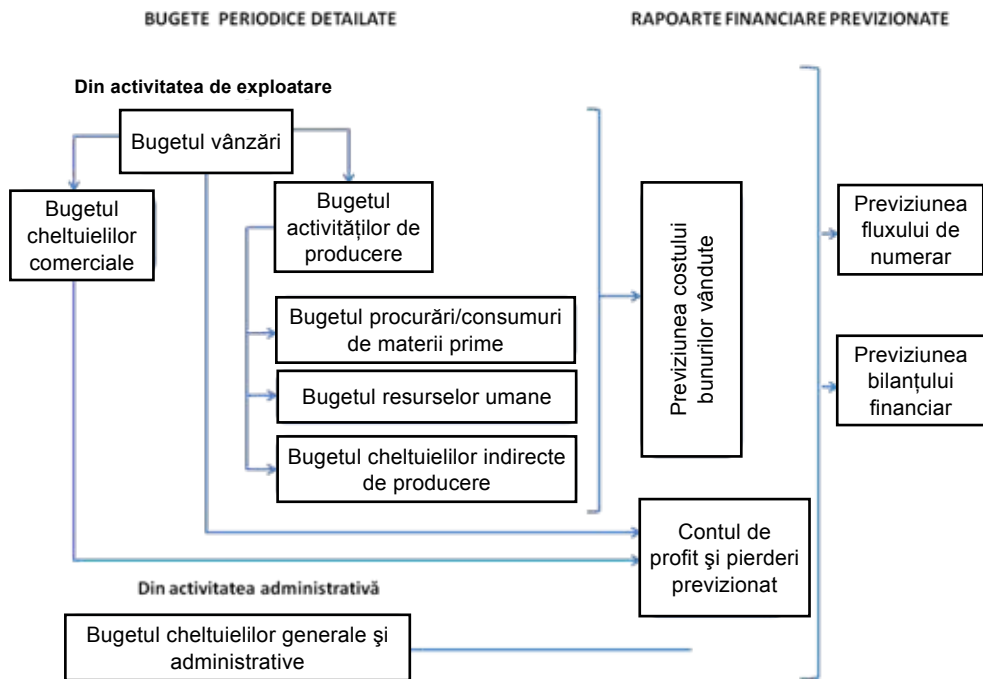 BUGETE PERIODICE DETAILATE
RAPOARTE FINANCIARE PREVIZIONATE
Din activitatea de exploatare
Bugetul vânzări
Bugetul
cheltuielilor
comerciale
Bugetul
activităților de
producere
Bugetul procurări/consumuri
de materii prime
Bugetul resurselor umane
Bugetul cheltuielilor indirecte
de producere
Previziunea costului
bunurilor vândute
Contul de
profit şi pierderi
previzionat
Previziunea
fluxului de
numerar
Previziunea
bilanțului
financiar
Din activitatea administrativă
Bugetul cheltuielilor generale şi
administrative